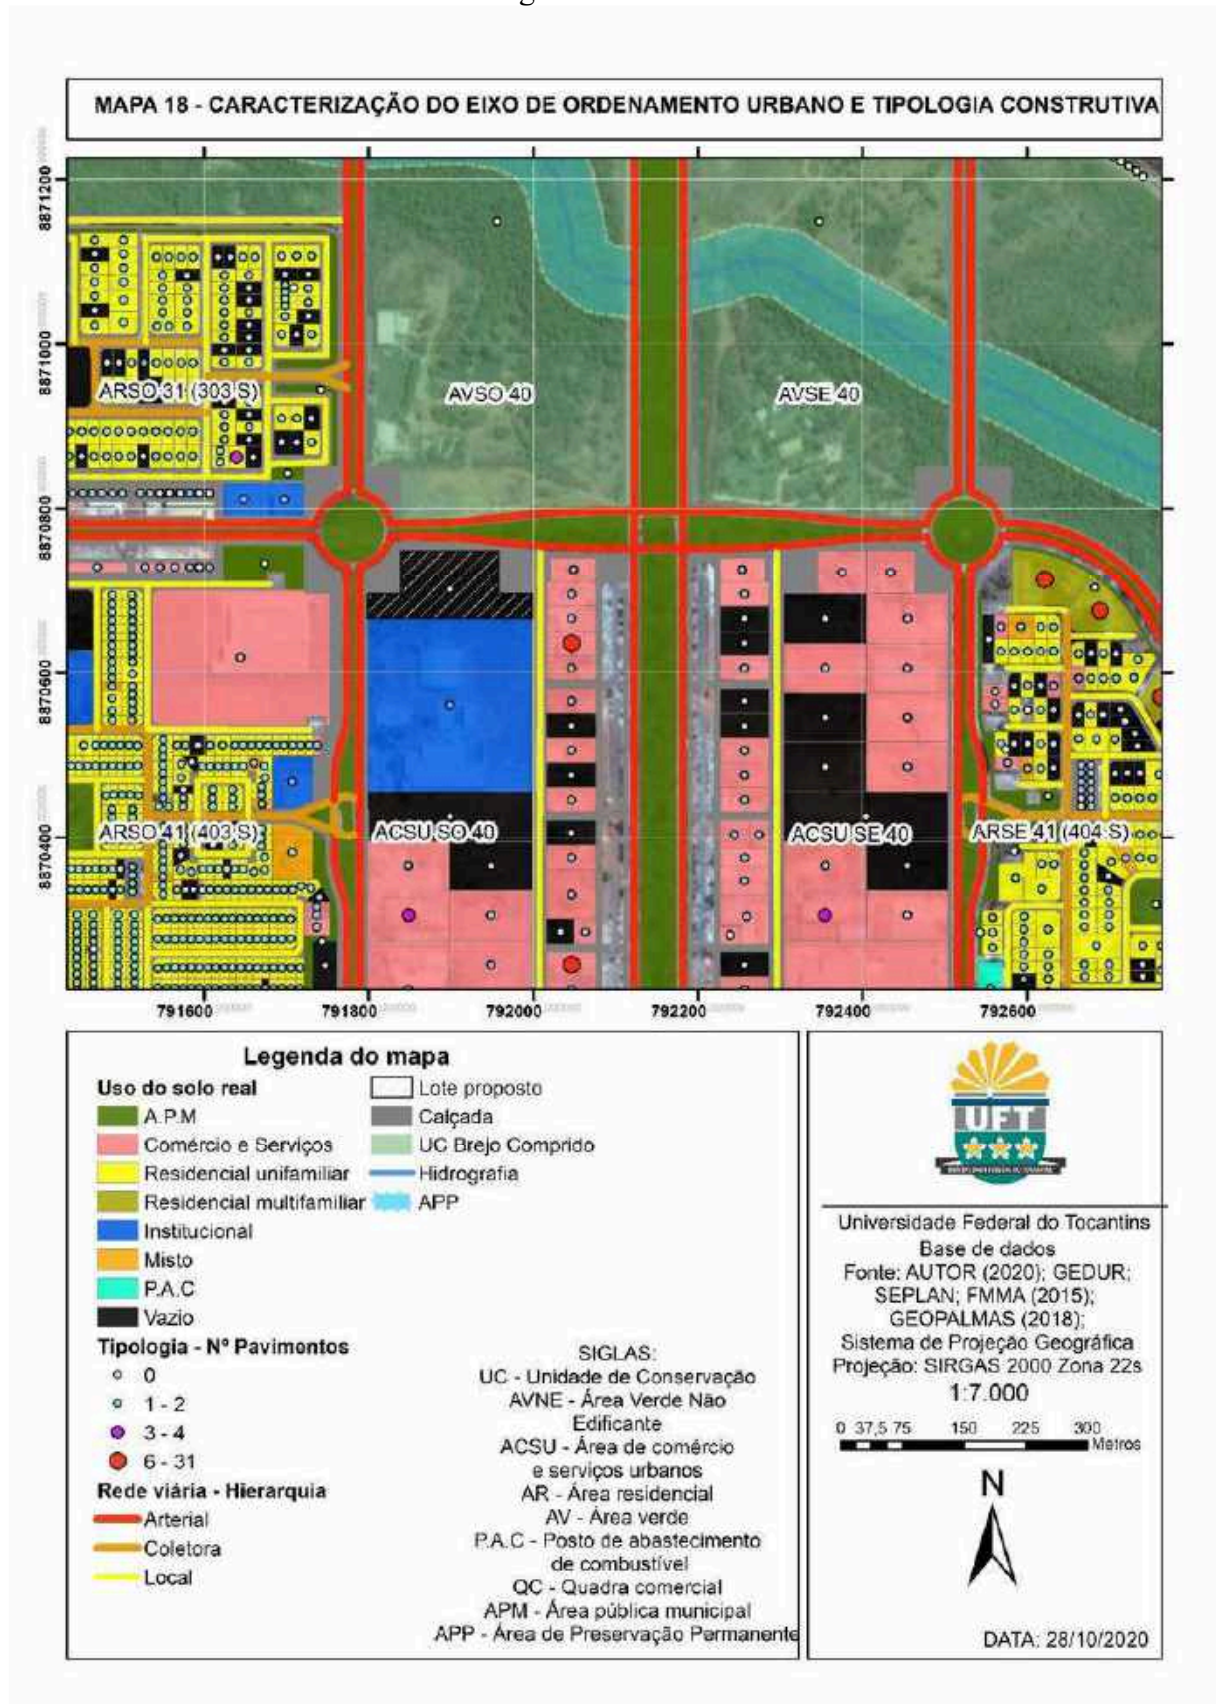 MAPA 18 - CARACTERIZAÇÃO DO EIXO DE ORDENAMENTO URBANO E TIPOLOGIA CONSTRUTIVA
8871200
8871000
8870800
8870600
8870400
ARSO 31 (303 S)
AVSO 40
AVSE 40
ARSO 41 (403 S)
ACSU SO 40
ACSU SE 40
ARSE 41 (404 S)
791600
791800
792000
792200
792400
792600
Legenda do mapa
Uso do solo real
A.P.M
Comércio e Serviços
Residencial unifamiliar
Residencial multifamiliar
Institucional
Misto
P.A.C
Vazio
Lote proposto
Calçada
UC Brejo Comprido
Hidrografia
APP
Tipologia - Nº Pavimentos
0
1 - 2
3 - 4
6 - 31
Rede viária - Hierarquia
Arterial
Coletora
Local
SIGLAS:
UC - Unidade de Conservação
AVNE - Área Verde Não
Edificante
ACSU - Área de comércio
e serviços urbanos
AR - Área residencial
AV - Área verde
P.A.C - Posto de abastecimento
de combustível
QC - Quadra comercial
APM - Área pública municipal
APP - Área de Preservação Permanente
UFT
Universidade Federal do Tocantins
Base de dados
Fonte: AUTOR (2020); GEDUR;
SEPLAN; FMMA (2015);
GEOPALMAS (2018);
Sistema de Projeção Geográfica
Projeção: SIRGAS 2000 Zona 22s
1:7.000
0 37,5 75 150 225 300
Metros
N
DATA: 28/10/2020